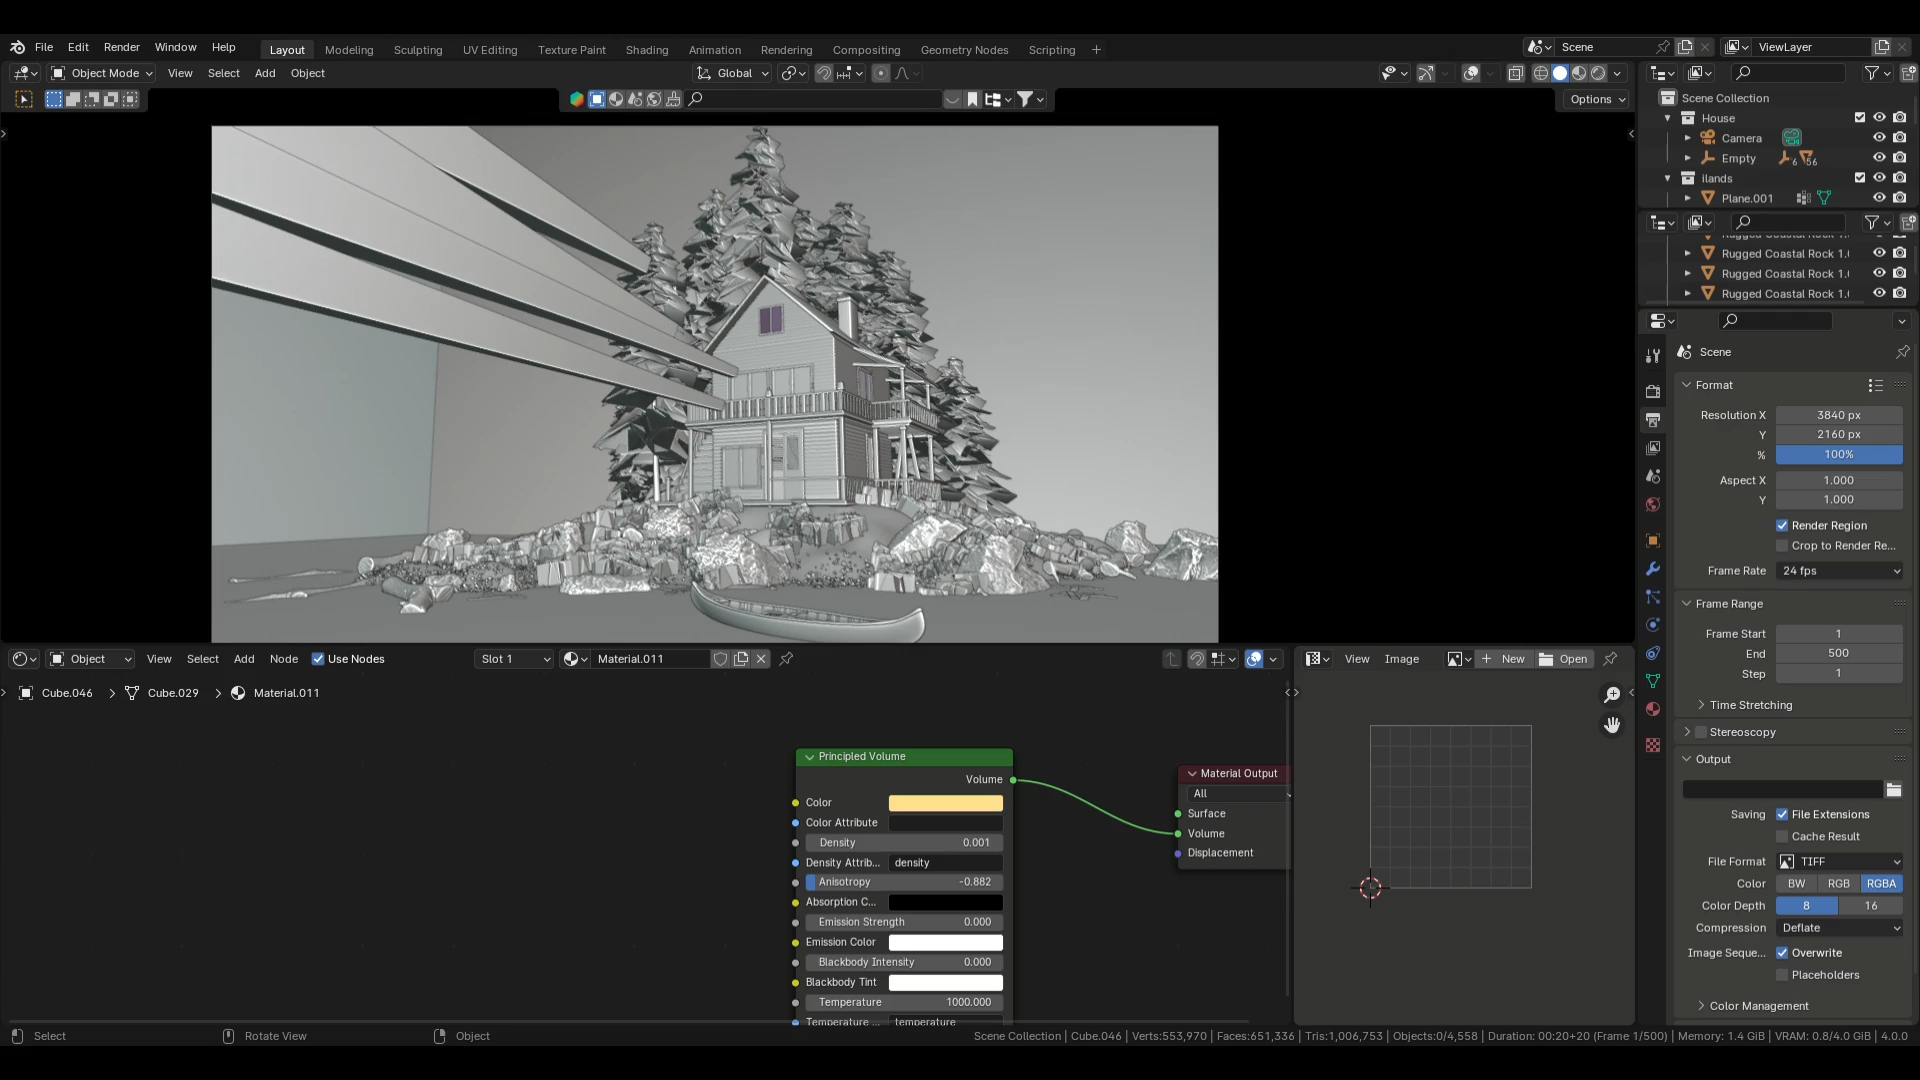 File Edit Render Window Help Layout Modeling Sculpting UV Editing Texture Paint Shading Animation Rendering Compositing Geometry Nodes Scripting + Scene ViewLayer
Object Mode View Select Add Object Global
Options
Scene Collection
House
Camera
Empty 6 56
ilands
Plane.001
Rugged Coastal Rock 1.
Rugged Coastal Rock 1.
Rugged Coastal Rock 1.
Rugged Coastal Rock 1.
Scene
Format
Resolution X 3840 px
Y 2160 px
% 100%
Aspect X 1.000
Y 1.000
Render Region
Crop to Render Re...
Frame Rate 24 fps
Frame Range
Frame Start 1
End 500
Step 1
Time Stretching
Stereoscopy
Output
Saving File Extensions
Cache Result
File Format TIFF
Color BW RGB RGBA
Color Depth 8 16
Compression Deflate
Image Seque... Overwrite
Placeholders
Color Management
Object View Select Add Node Use Nodes Slot 1 Material.011
Cube.046 > Cube.029 > Material.011
Principled Volume
Volume
Color
Color Attribute
Density 0.001
Density Attrib... density
Anisotropy -0.882
Absorption C...
Emission Strength 0.000
Emission Color
Blackbody Intensity 0.000
Blackbody Tint
Temperature 1000.000
Temperature ... temperature
Material Output
All
Surface
Volume
Displacement
View Image + New Open
Select Rotate View Object
Scene Collection | Cube.046 | Verts:553,970 | Faces:651,336 | Tris:1,006,753 | Objects:0/4,558 | Duration: 00:20+20 (Frame 1/500) | Memory: 1.4 GiB | VRAM: 0.8/4.0 GiB | 4.0.0